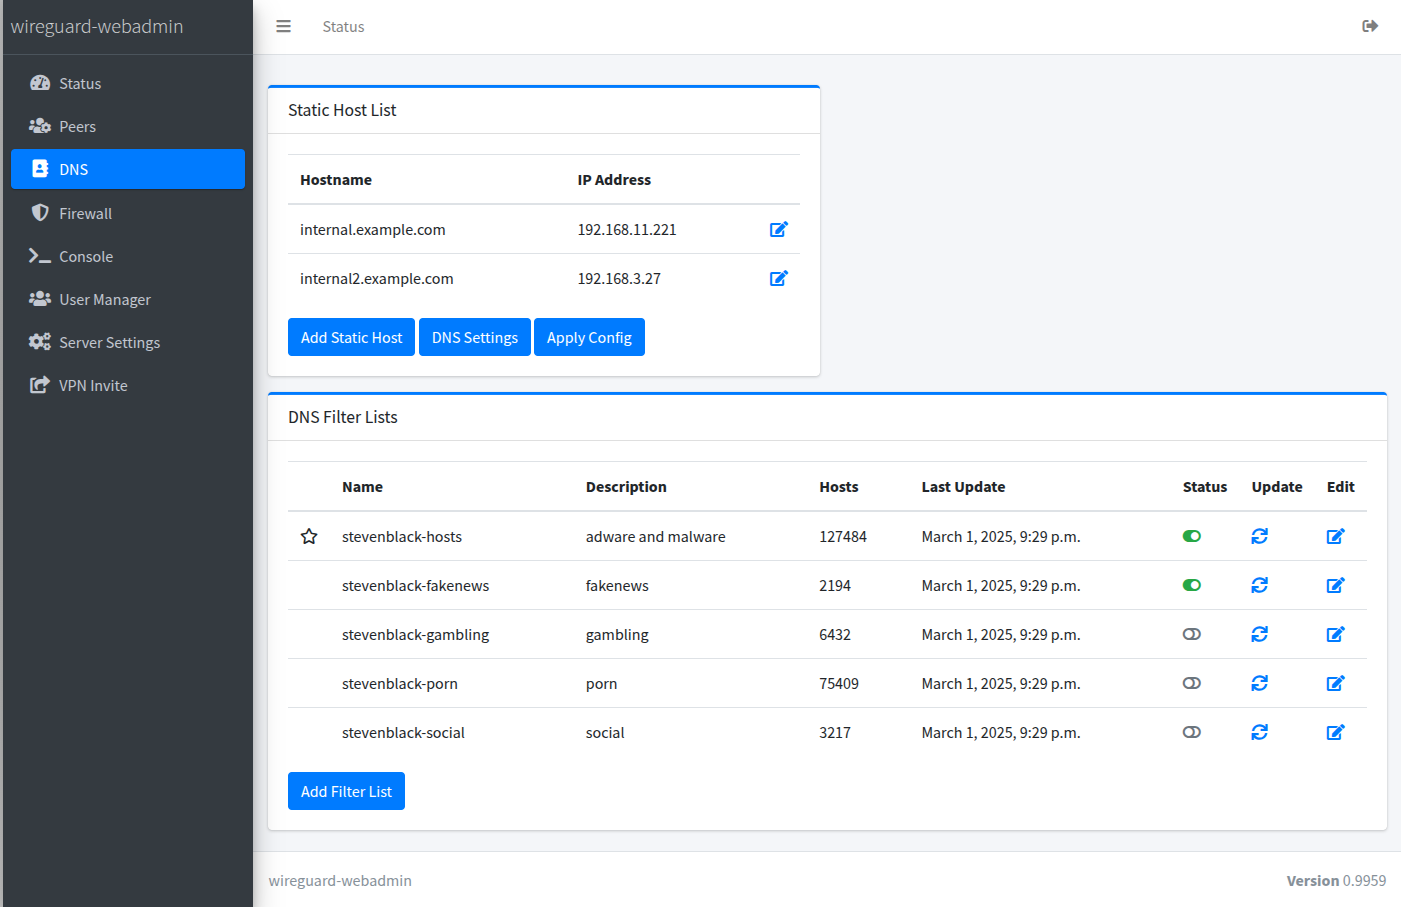 wireguard-webadmin
Status
Status
Peers
DNS
Firewall
Console
User Manager
Server Settings
VPN Invite
Static Host List
Hostname IP Address
internal.example.com 192.168.11.221
internal2.example.com 192.168.3.27
Add Static Host DNS Settings Apply Config
DNS Filter Lists
Name Description Hosts Last Update Status Update Edit
stevenblack-hosts adware and malware 127484 March 1, 2025, 9:29 p.m.
stevenblack-fakenews fakenews 2194 March 1, 2025, 9:29 p.m.
stevenblack-gambling gambling 6432 March 1, 2025, 9:29 p.m.
stevenblack-porn porn 75409 March 1, 2025, 9:29 p.m.
stevenblack-social social 3217 March 1, 2025, 9:29 p.m.
Add Filter List
wireguard-webadmin Version 0.9959